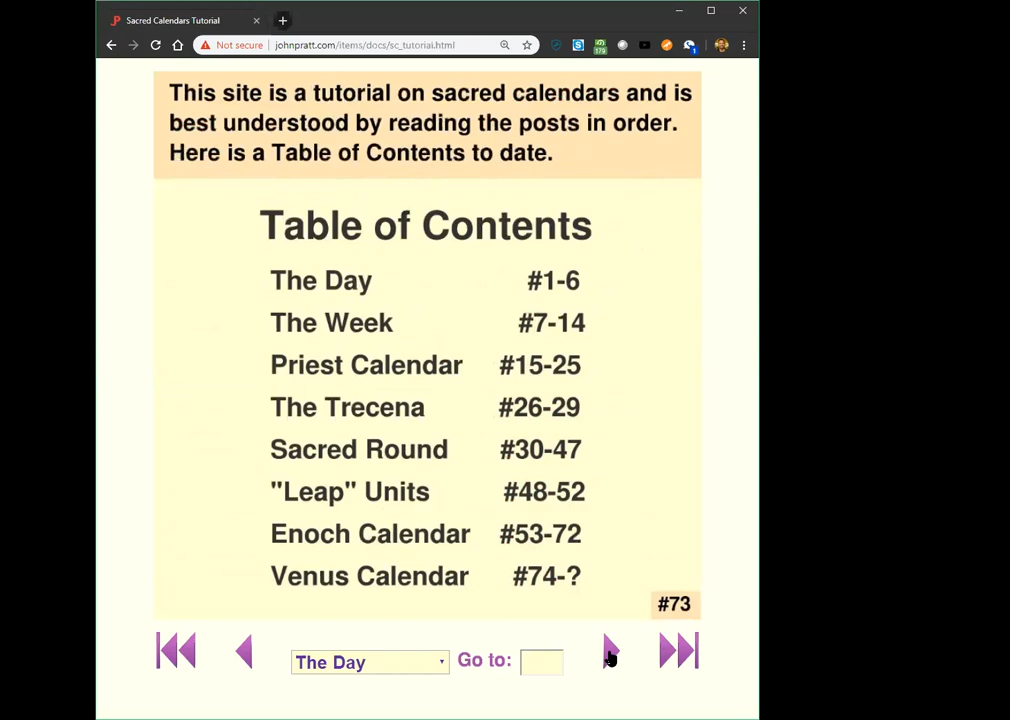 Sacred Calendars Tutorial
Not secure johnpratt.com/items/docs/sc_tutorial.html
179
1
This site is a tutorial on sacred calendars and is
best understood by reading the posts in order.
Here is a Table of Contents to date.
Table of Contents
The Day #1-6
The Week #7-14
Priest Calendar #15-25
The Trecena #26-29
Sacred Round #30-47
"Leap" Units #48-52
Enoch Calendar #53-72
Venus Calendar #74-?
#73
The Day Go to: